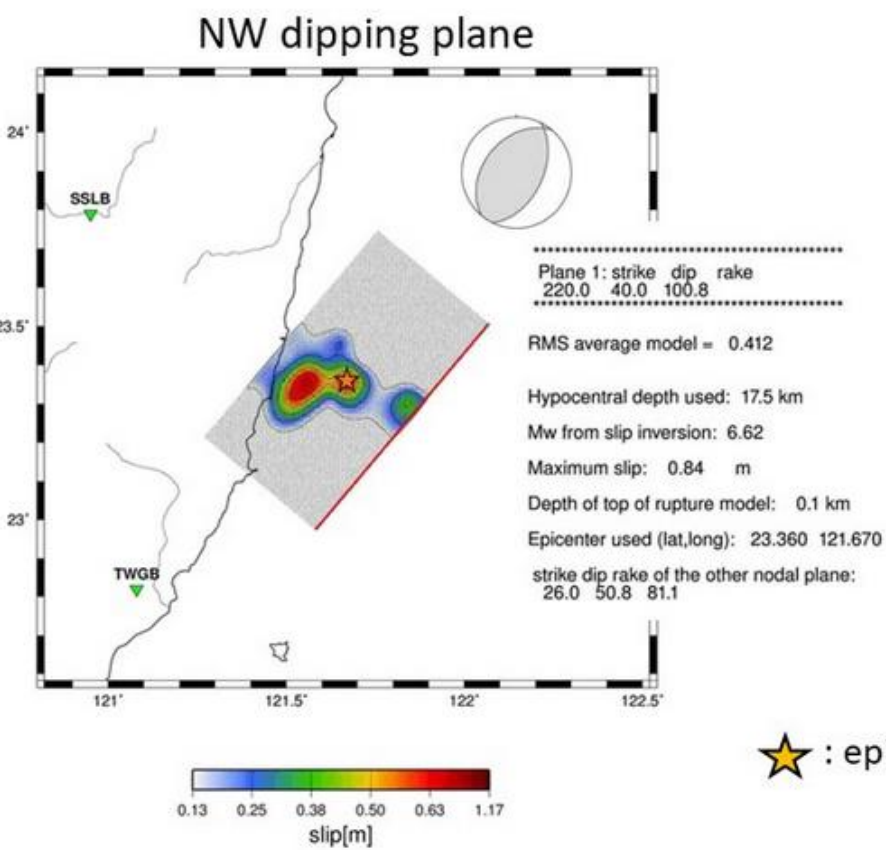 NW dipping plane
24°
SSLB
****************************************
Plane 1: strike dip rake
220.0 40.0 100.8
****************************************
23.5°
RMS average model = 0.412
Hypocentral depth used: 17.5 km
Mw from slip inversion: 6.62
Maximum slip: 0.84 m
Depth of top of rupture model: 0.1 km
23°
Epicenter used (lat,long): 23.360 121.670
TWGB
strike dip rake of the other nodal plane:
26.0 50.8 81.1
121° 121.5° 122° 122.5°
: ep
0.13 0.25 0.38 0.50 0.63 1.17
slip[m]